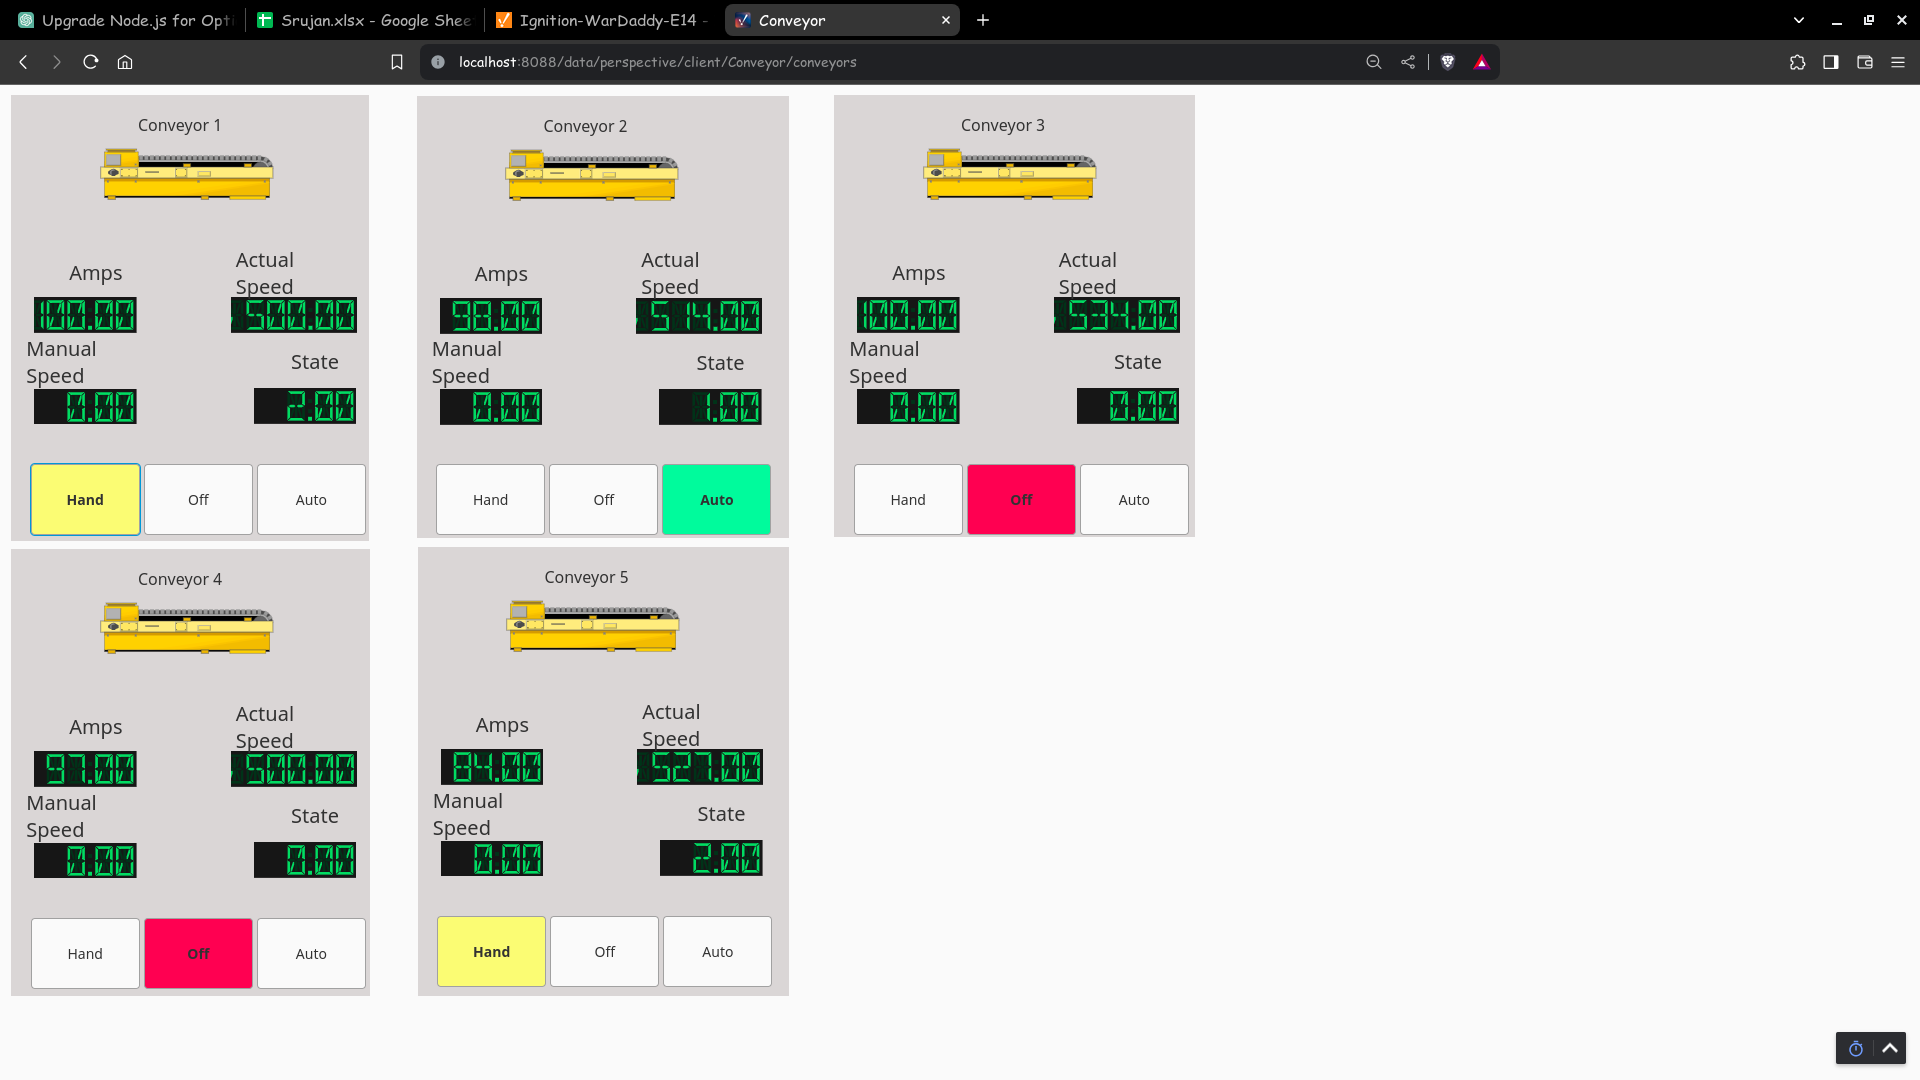 Upgrade Node.js for Opti
Srujan.xlsx - Google Shee
Ignition-WarDaddy-E14 -
Conveyor
localhost:8088/data/perspective/client/Conveyor/conveyors
Conveyor 1
Amps
Actual
Speed
100.00
500.00
Manual
Speed
State
0.00
2.00
Hand
Off
Auto
Conveyor 2
Amps
Actual
Speed
98.00
514.00
Manual
Speed
State
0.00
1.00
Hand
Off
Auto
Conveyor 3
Amps
Actual
Speed
100.00
534.00
Manual
Speed
State
0.00
0.00
Hand
Off
Auto
Conveyor 4
Amps
Actual
Speed
97.00
500.00
Manual
Speed
State
0.00
0.00
Hand
Off
Auto
Conveyor 5
Amps
Actual
Speed
84.00
527.00
Manual
Speed
State
0.00
2.00
Hand
Off
Auto